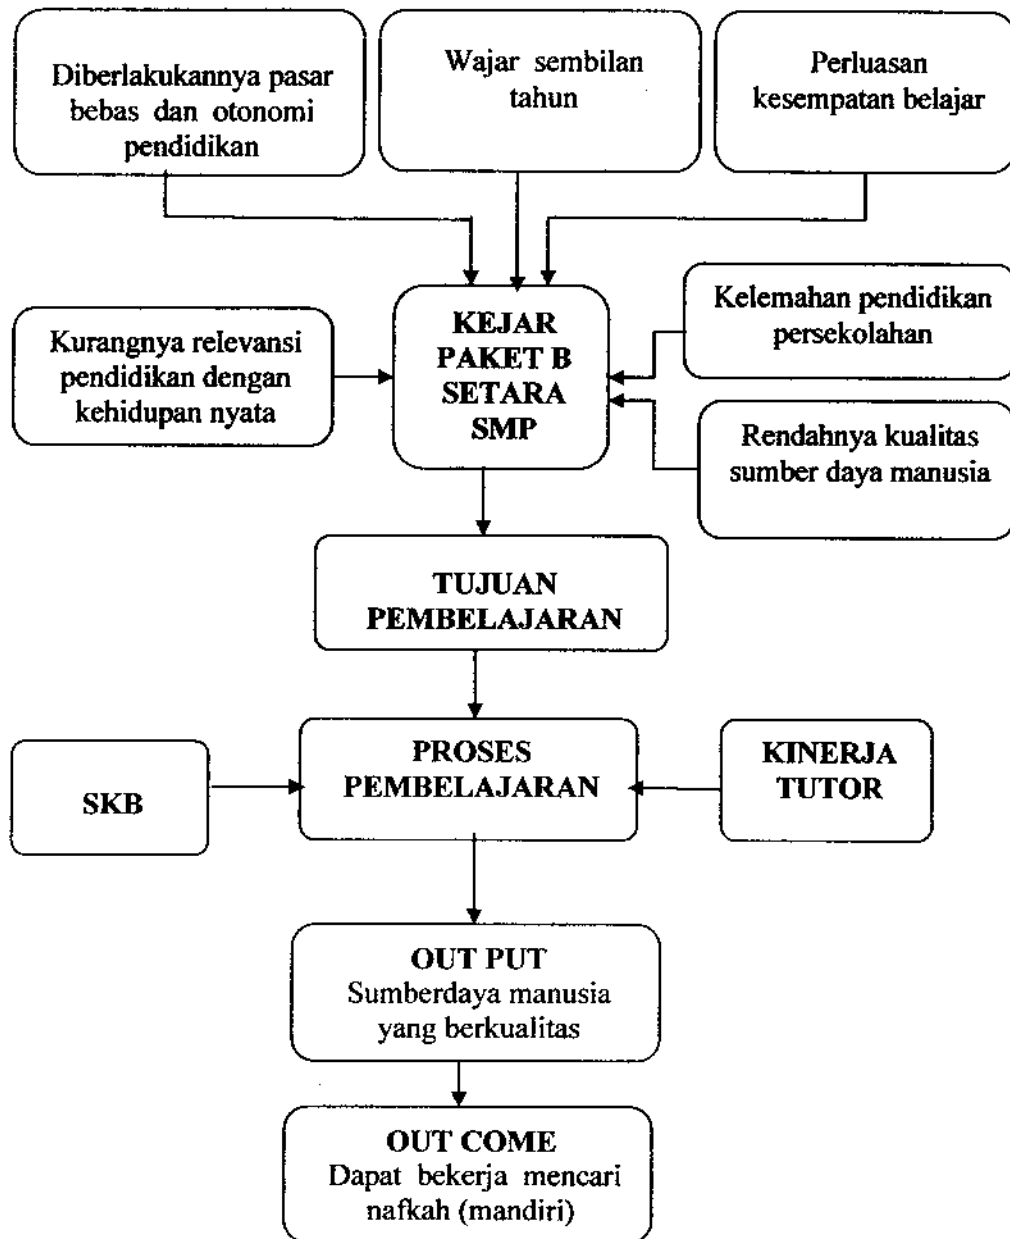 Diberlakukannya pasar
bebas dan otonomi
pendidikan
Wajar sembilan
tahun
Perluasan
kesempatan belajar
Kurangnya relevansi
pendidikan dengan
kehidupan nyata
KEJAR
PAKET B
SETARA
SMP
Kelemahan pendidikan
persekolahan
Rendahnya kualitas
sumber daya manusia
TUJUAN
PEMBELAJARAN
SKB
PROSES
PEMBELAJARAN
KINERJA
TUTOR
OUT PUT
Sumberdaya manusia
yang berkualitas
OUT COME
Dapat bekerja mencari
nafkah (mandiri)